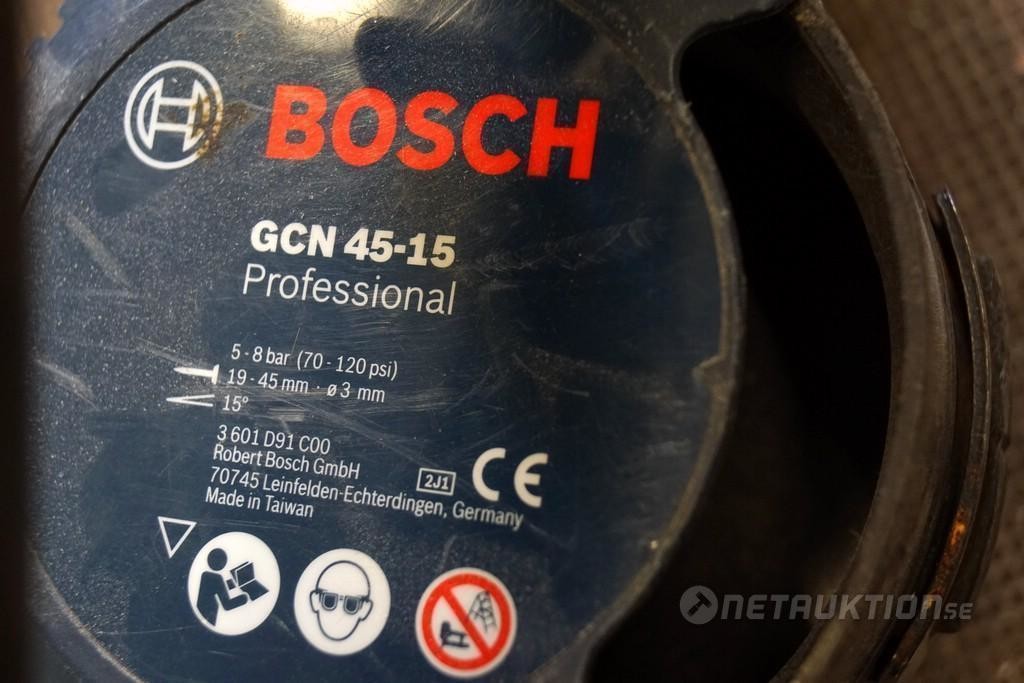 BOSCH
GCN 45-15
Professional
5 - 8 bar (70 - 120 psi)
19 - 45 mm · ø 3 mm
15°
3 601 D91 C00
Robert Bosch GmbH
70745 Leinfelden-Echterdingen, Germany
Made in Taiwan
2J1
CE
NETAUKTION.SE